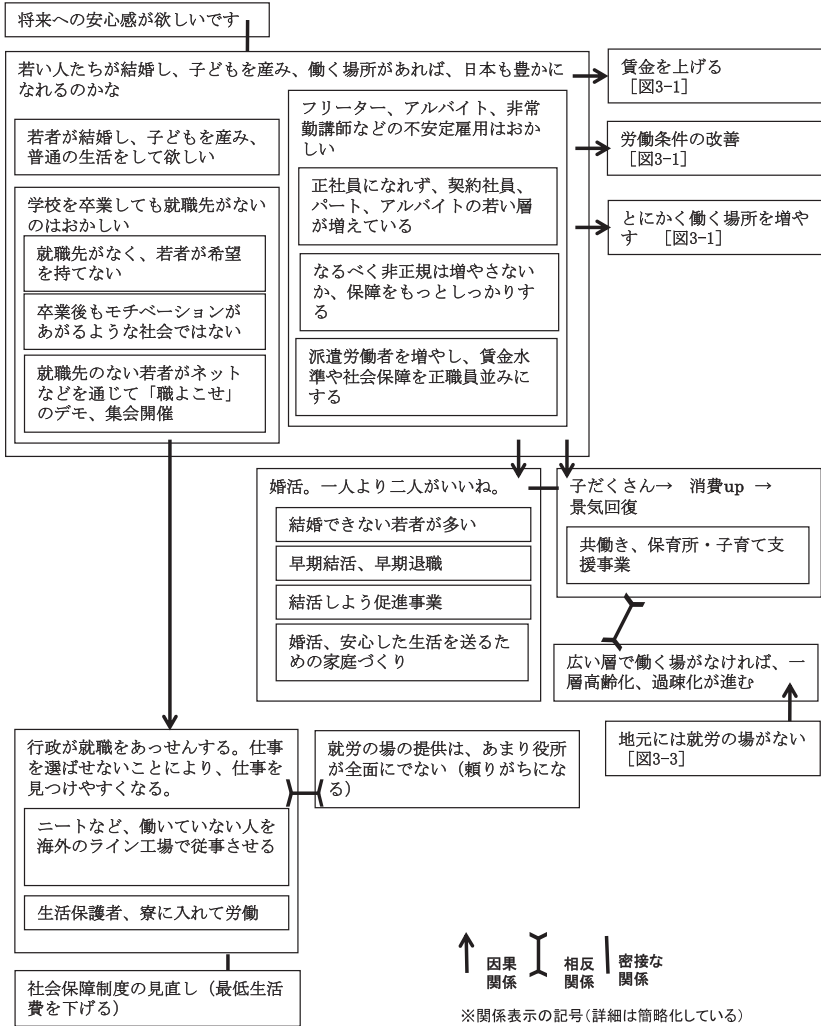 将来への安心感が欲しいです
若い人たちが結婚し、子どもを産み、働く場所があれば、日本も豊かに
なれるのかな
若者が結婚し、子どもを産み、
普通の生活をして欲しい
学校を卒業しても就職先がない
のはおかしい
就職先がなく、若者が希望
を持てない
卒業後もモチベーションが
あがるような社会ではない
就職先のない若者がネット
などを通じて「職よこせ」
のデモ、集会開催
フリーター、アルバイト、非常
勤講師などの不安定雇用はおか
しい
正社員になれず、契約社員、
パート、アルバイトの若い層
が増えている
なるべく非正規は増やさない
か、保障をもっとしっかりす
る
派遣労働者を増やし、賃金水
準や社会保障を正職員並みに
する
賃金を上げる
[図3-1]
労働条件の改善
[図3-1]
とにかく働く場所を増や
す [図3-1]
婚活。一人より二人がいいね。
結婚できない若者が多い
早期結活、早期退職
結活しよう促進事業
婚活、安心した生活を送るた
めの家庭づくり
子だくさん→ 消費up →
景気回復
共働き、保育所・子育て支
援事業
広い層で働く場がなければ、一
層高齢化、過疎化が進む
地元には就労の場がない
[図3-3]
行政が就職をあっせんする。仕事
を選ばせないことにより、仕事を
見つけやすくなる。
ニートなど、働いていない人を
海外のライン工場で従事させる
生活保護者、寮に入れて労働
就労の場の提供は、あまり役所
が全面にでない（頼りがちにな
る）
社会保障制度の見直し（最低生活
費を下げる）
因果
関係
相反
関係
密接な
関係
※関係表示の記号（詳細は簡略化している）